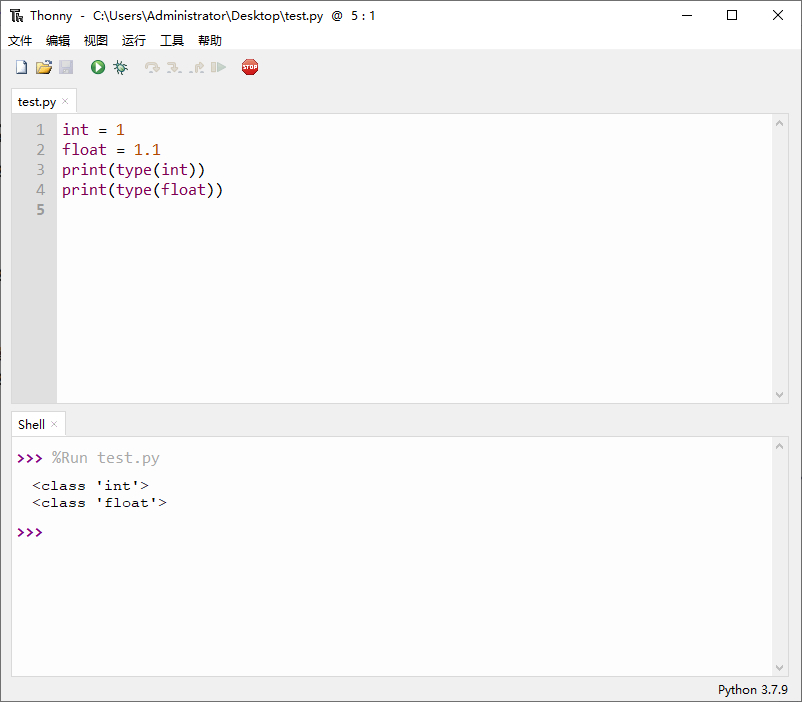 Thonny - C:\Users\Administrator\Desktop\test.py @ 5 : 1
文件 编辑 视图 运行 工具 帮助
STOP
test.py ×
1 int = 1
2 float = 1.1
3 print(type(int))
4 print(type(float))
5
Shell ×
>>> %Run test.py
<class 'int'>
<class 'float'>
>>>
Python 3.7.9